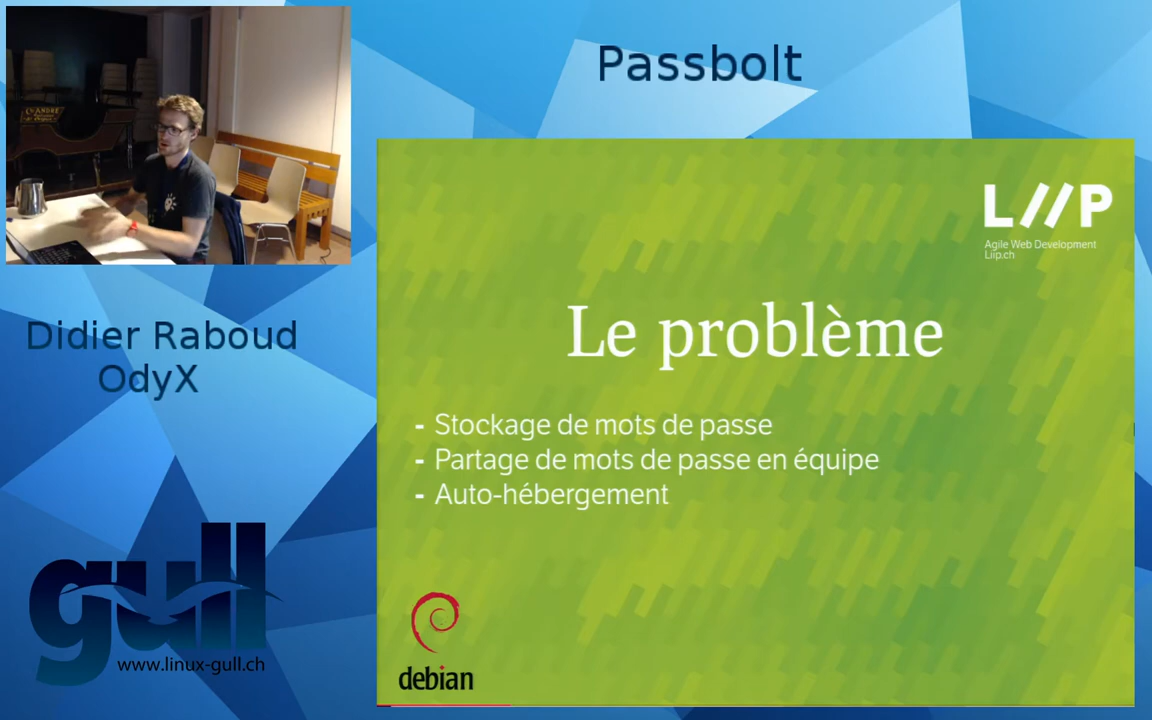 Passbolt
L//P
Agile Web Development
Liip.ch
Le problème
- Stockage de mots de passe
- Partage de mots de passe en équipe
- Auto-hébergement
debian
Didier Raboud
OdyX
gull
www.linux-gull.ch